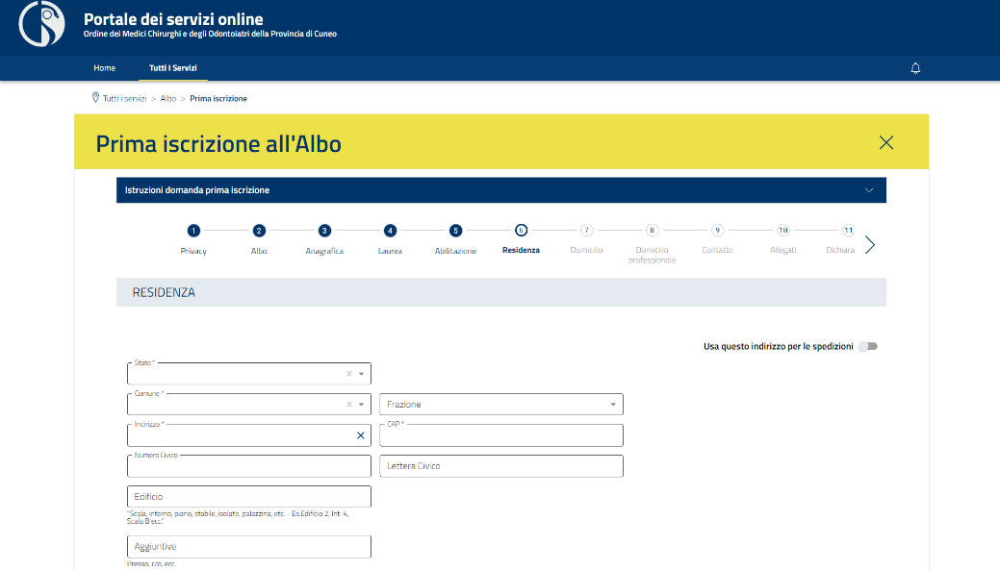 Portale dei servizi online
Ordine dei Medici Chirurghi e degli Odontoiatri della Provincia di Cuneo
Home Tutti I Servizi
Tutti i servizi > Albo > Prima iscrizione
Prima iscrizione all'Albo
Istruzioni domanda prima iscrizione
1 2 3 4 5 6 7 8 9 10 11
Privacy Albo Anagrafica Laurea Abilitazione Residenza Domicilio Domicilio professionale Contatto Allegati Dichiara
RESIDENZA
Usa questo indirizzo per le spedizioni
Stato *
Comune * Frazione
Indirizzo * CAP *
Numero Civico Lettera Civico
Edificio
"Scala, interno, piano, stabile, isolato, palazzina, etc. - Es.Edificio 2, Int. 4,
Scala B ecc."
Aggiuntive
Presso, c/o, ecc.